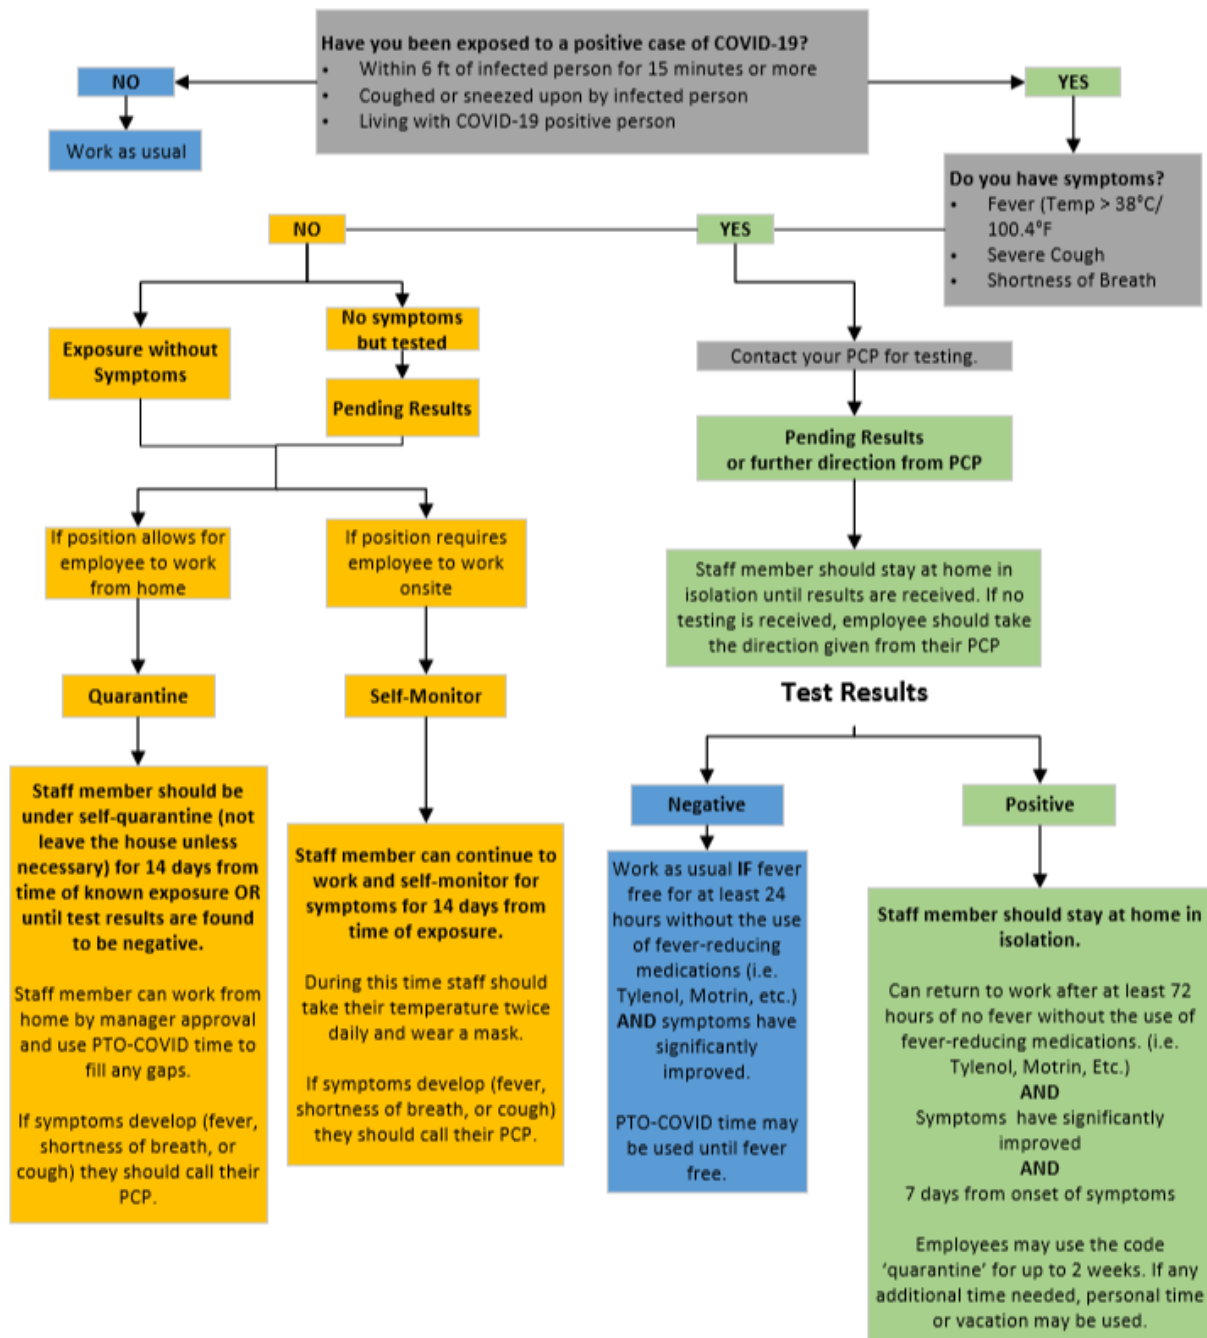 Have you been exposed to a positive case of COVID-19?
• Within 6 ft of infected person for 15 minutes or more
• Coughed or sneezed upon by infected person
• Living with COVID-19 positive person
NO
YES
Work as usual
Do you have symptoms?
• Fever (Temp > 38°C/
100.4°F
• Severe Cough
• Shortness of Breath
NO
YES
Exposure without
Symptoms
No symptoms
but tested
Pending Results
Contact your PCP for testing.
Pending Results
or further direction from PCP
If position allows for
employee to work
from home
If position requires
employee to work
onsite
Staff member should stay at home in
isolation until results are received. If no
testing is received, employee should take
the direction given from their PCP
Quarantine
Self-Monitor
Test Results
Negative
Positive
Staff member should be
under self-quarantine (not
leave the house unless
necessary) for 14 days from
time of known exposure OR
until test results are found
to be negative.
Staff member can work from
home by manager approval
and use PTO-COVID time to
fill any gaps.
If symptoms develop (fever,
shortness of breath, or
cough) they should call their
PCP.
Staff member can continue to
work and self-monitor for
symptoms for 14 days from
time of exposure.
During this time staff should
take their temperature twice
daily and wear a mask.
If symptoms develop (fever,
shortness of breath, or cough)
they should call their PCP.
Work as usual IF fever
free for at least 24
hours without the use
of fever-reducing
medications (i.e.
Tylenol, Motrin, etc.)
AND symptoms have
significantly
improved.
PTO-COVID time may
be used until fever
free.
Staff member should stay at home in
isolation.
Can return to work after at least 72
hours of no fever without the use of
fever-reducing medications. (i.e.
Tylenol, Motrin, Etc.)
AND
Symptoms have significantly
improved
AND
7 days from onset of symptoms
Employees may use the code
‘quarantine’ for up to 2 weeks. If any
additional time needed, personal time
or vacation may be used.